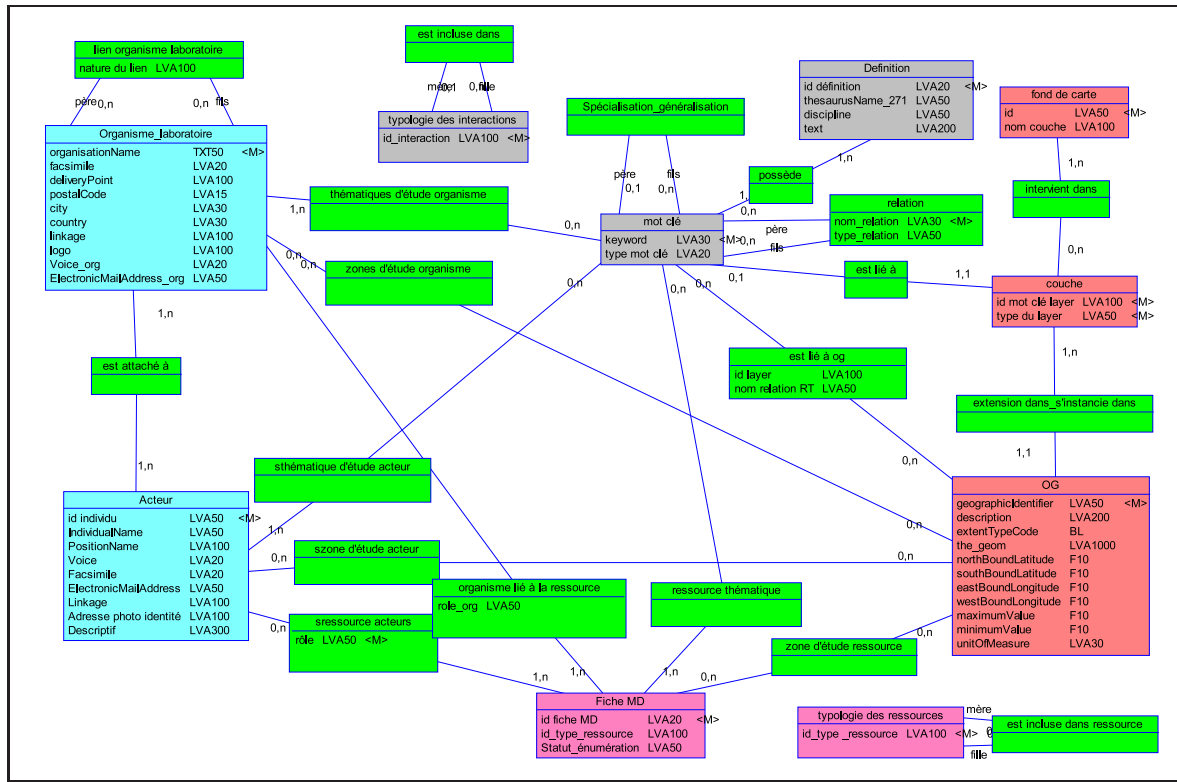 lien organisme laboratoire
nature du lien LVA100
père
0,n
0,n
fils
Organisme_laboratoire
organisationName TXT50 <M>
facsimile LVA20
deliveryPoint LVA100
postalCode LVA15
city LVA30
country LVA30
linkage LVA100
logo LVA100
Voice_org LVA20
ElectronicMailAddress_org LVA50
est incluse dans
mère
0,1
0,n
fille
typologie des interactions
id_interaction LVA100 <M>
Spécialisation_généralisation
père
0,1
fils
0,n
Definition
id définition LVA20 <M>
thesaurusName_271 LVA50
discipline LVA50
text LVA200
1,n
possède
fond de carte
id LVA50 <M>
nom couche LVA100
1,n
intervient dans
0,n
thématiques d'étude organisme
1,n
0,n
mot clé
keyword LVA30 <M>
type mot clé LVA20
0,n
relation
nom_relation LVA30 <M>
type_relation LVA50
père
0,n
fils
zones d'étude organisme
0,n
0,n
0,n
0,n
0,n
0,1
est lié à
1,1
couche
id mot clé layer LVA100 <M>
type du layer LVA50 <M>
1,n
1,n
est attaché à
est lié à og
id layer LVA100
nom relation RT LVA50
extension dans_s'instancie dans
1,n
sthématique d'étude acteur
0,n
1,1
Acteur
id individu LVA50 <M>
IndividualName LVA50
PositionName LVA100
Voice LVA20
Facsimile LVA20
ElectronicMailAddress LVA50
Linkage LVA100
Adresse photo identité LVA100
Descriptif LVA300
1,n
0,n
szone d'étude acteur
0,n
0,n
OG
geographicIdentifier LVA50 <M>
description LVA200
extentTypeCode BL
the_geom LVA1000
northBoundLatitude F10
southBoundLatitude F10
eastBoundLongitude F10
westBoundLongitude F10
maximumValue F10
minimumValue F10
unitOfMeasure LVA30
organisme lié à la ressource
role_org LVA50
ressource thématique
0,n
sressource acteurs
rôle LVA50 <M>
0,n
zone d'étude ressource
1,n
1,n
1,n
0,n
Fiche MD
id fiche MD LVA20 <M>
id_type_ressource LVA100
Statut_énumération LVA50
typologie des ressources
id_type _ressource LVA100 <M>
mère
fille
est incluse dans ressource